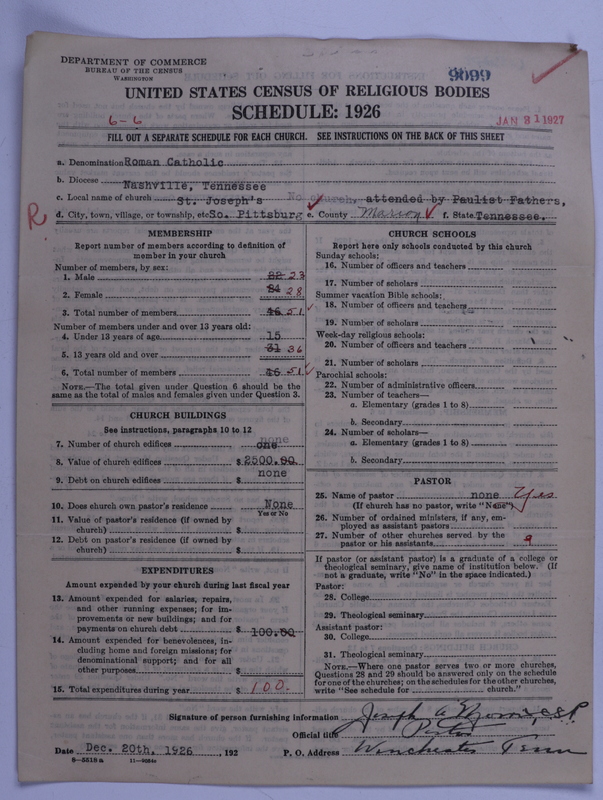 DEPARTMENT OF COMMERCE
BUREAU OF THE CENSUS
WASHINGTON
9099
UNITED STATES CENSUS OF RELIGIOUS BODIES
SCHEDULE: 1926
6-6
JAN 31 1927
FILL OUT A SEPARATE SCHEDULE FOR EACH CHURCH. SEE INSTRUCTIONS ON THE BACK OF THIS SHEET
a. Denomination Roman Catholic
b. Diocese Nashville, Tennessee
c. Local name of church St. Joseph's No church, attended by Paulist Fathers,
R d. City, town, village, or township, etc. So. Pittsburg e. County Marion f. State Tennessee.
MEMBERSHIP
Report number of members according to definition of
member in your church
Number of members, by sex:
1. Male 22 23
2. Female 24 28
3. Total number of members 46 51
Number of members under and over 13 years old:
4. Under 13 years of age 15
5. 13 years old and over 31 36
6. Total number of members 46 51
NOTE.—The total given under Question 6 should be the
same as the total of males and females given under Question 3.
CHURCH BUILDINGS
See instructions, paragraphs 10 to 12
7. Number of church edifices one none
8. Value of church edifices $ 2500.00
9. Debt on church edifices $ none
10. Does church own pastor's residence None
Yes or No
11. Value of pastor's residence (if owned by
church) $
12. Debt on pastor's residence (if owned by
church) $
EXPENDITURES
Amount expended by your church during last fiscal year
13. Amount expended for salaries, repairs,
and other running expenses; for im-
provements or new buildings; and for
payments on church debt $ 100.00
14. Amount expended for benevolences, in-
cluding home and foreign missions; for
denominational support; and for all
other purposes $
15. Total expenditures during year $ 100.
CHURCH SCHOOLS
Report here only schools conducted by this church
Sunday schools:
16. Number of officers and teachers
17. Number of scholars
Summer vacation Bible schools:
18. Number of officers and teachers
19. Number of scholars
Week-day religious schools:
20. Number of officers and teachers
21. Number of scholars
Parochial schools:
22. Number of administrative officers
23. Number of teachers—
a. Elementary (grades 1 to 8)
b. Secondary
24. Number of scholars—
a. Elementary (grades 1 to 8)
b. Secondary
PASTOR
25. Name of pastor none Yes
(If church has no pastor, write "None")
26. Number of ordained ministers, if any, em-
ployed as assistant pastors
27. Number of other churches served by the
pastor or his assistants 9
If pastor (or assistant pastor) is a graduate of a college or
theological seminary, give name of institution below. (If
not a graduate, write "No" in the space indicated.)
Pastor:
28. College
29. Theological seminary
Assistant pastor:
30. College
31. Theological seminary
NOTE.—Where one pastor serves two or more churches,
Questions 28 and 29 should be answered only on the schedule
for one of the churches; on the schedules for the other churches,
write "See schedule for church."
Signature of person furnishing information Joseph A
Official title Pastor
Date Dec. 20th. 1926 , 192 P. O. Address Winchester Tenn
8-5518 a